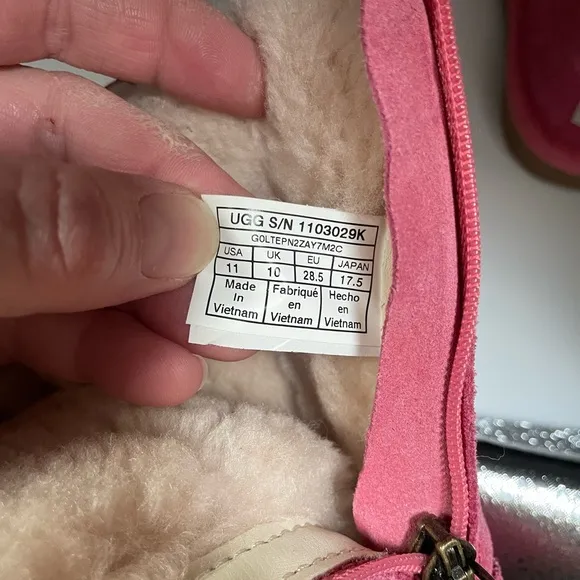 UGG S/N 1103029K
G0LTEPN2ZAY7M2C
USA UK EU JAPAN
11 10 28.5 17.5
Made Fabriqué Hecho
In en en
Vietnam Vietnam Vietnam